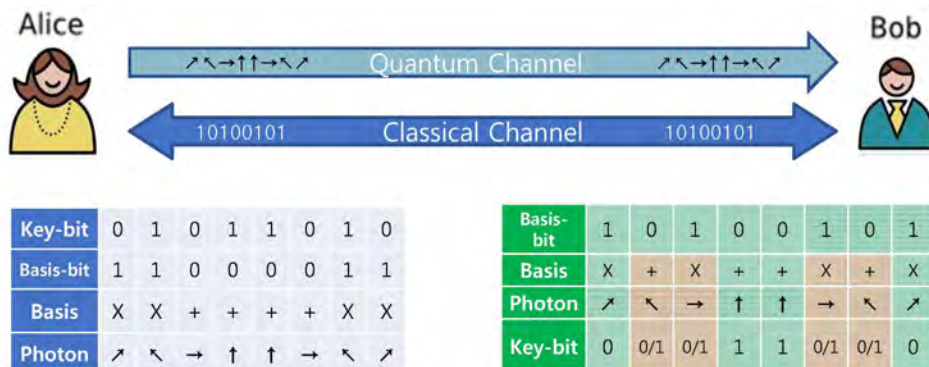 Alice
Bob
↗↖→↑↑→↖↗ Quantum Channel ↗↖→↑↑→↖↗
10100101 Classical Channel 10100101
Key-bit 0 1 0 1 1 0 1 0
Basis-bit 1 1 0 0 0 0 1 1
Basis X X + + + + X X
Photon ↗ ↖ → ↑ ↑ → ↖ ↗
Basis-
bit 1 0 1 0 0 1 0 1
Basis X + X + + X + X
Photon ↗ ↖ → ↑ ↑ → ↖ ↗
Key-bit 0 0/1 0/1 1 1 0/1 0/1 0